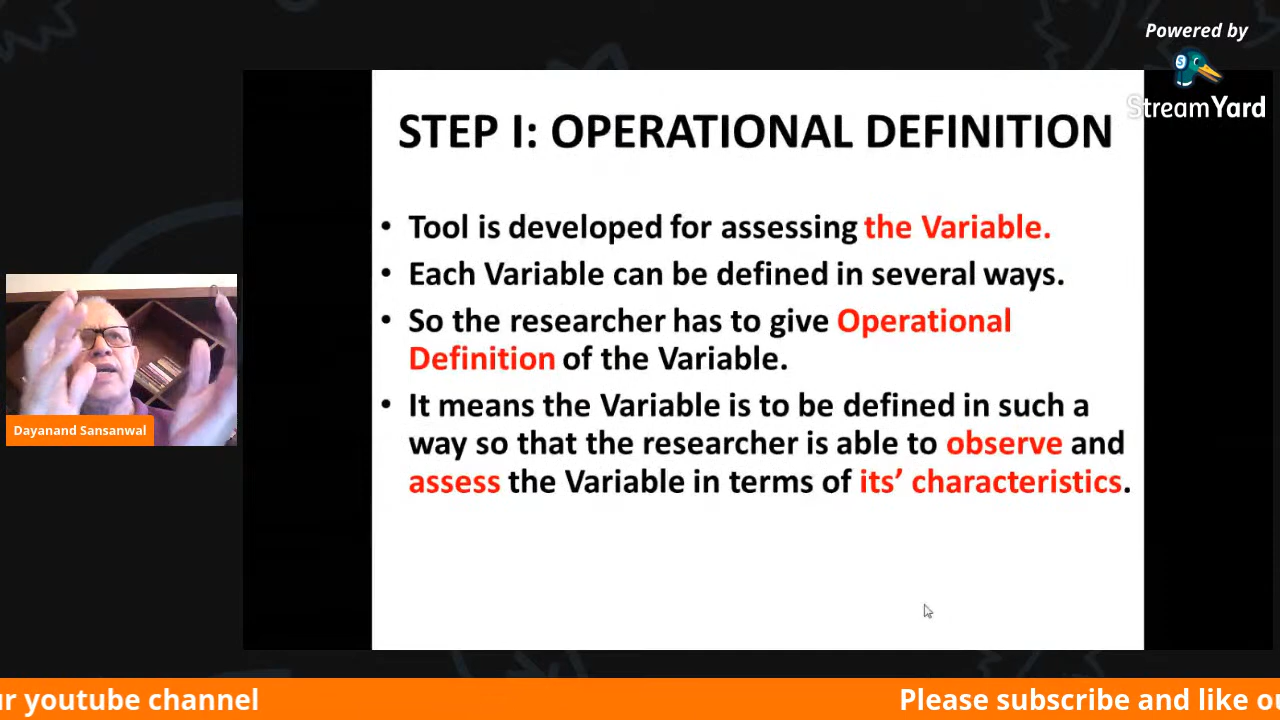 Powered by
StreamYard
STEP I: OPERATIONAL DEFINITION
• Tool is developed for assessing the Variable.
• Each Variable can be defined in several ways.
• So the researcher has to give Operational
Definition of the Variable.
• It means the Variable is to be defined in such a
way so that the researcher is able to observe and
assess the Variable in terms of its’ characteristics.
Dayanand Sansanwal
ur youtube channel
Please subscribe and like ou